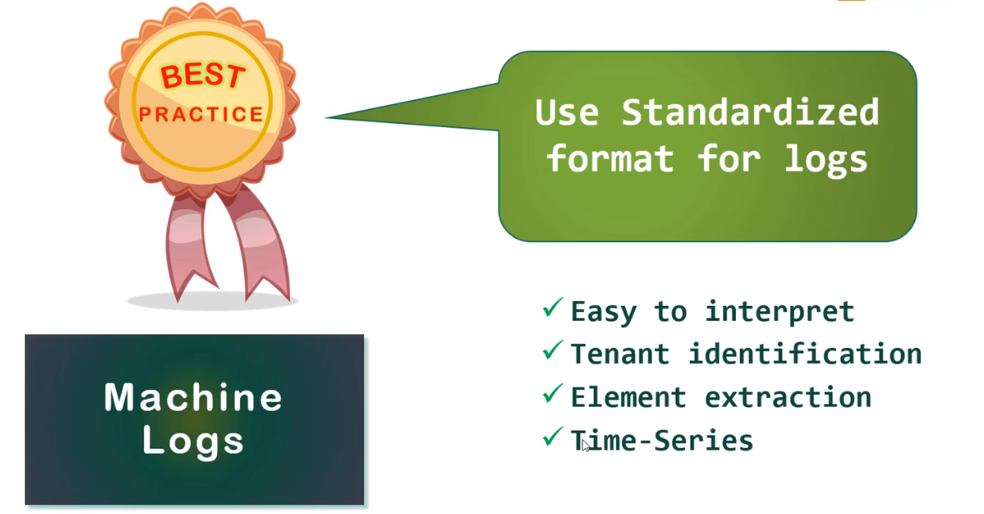 BEST
PRACTICE
Use Standardized
format for logs
Easy to interpret
Tenant identification
Element extraction
Time-Series
Machine
Logs